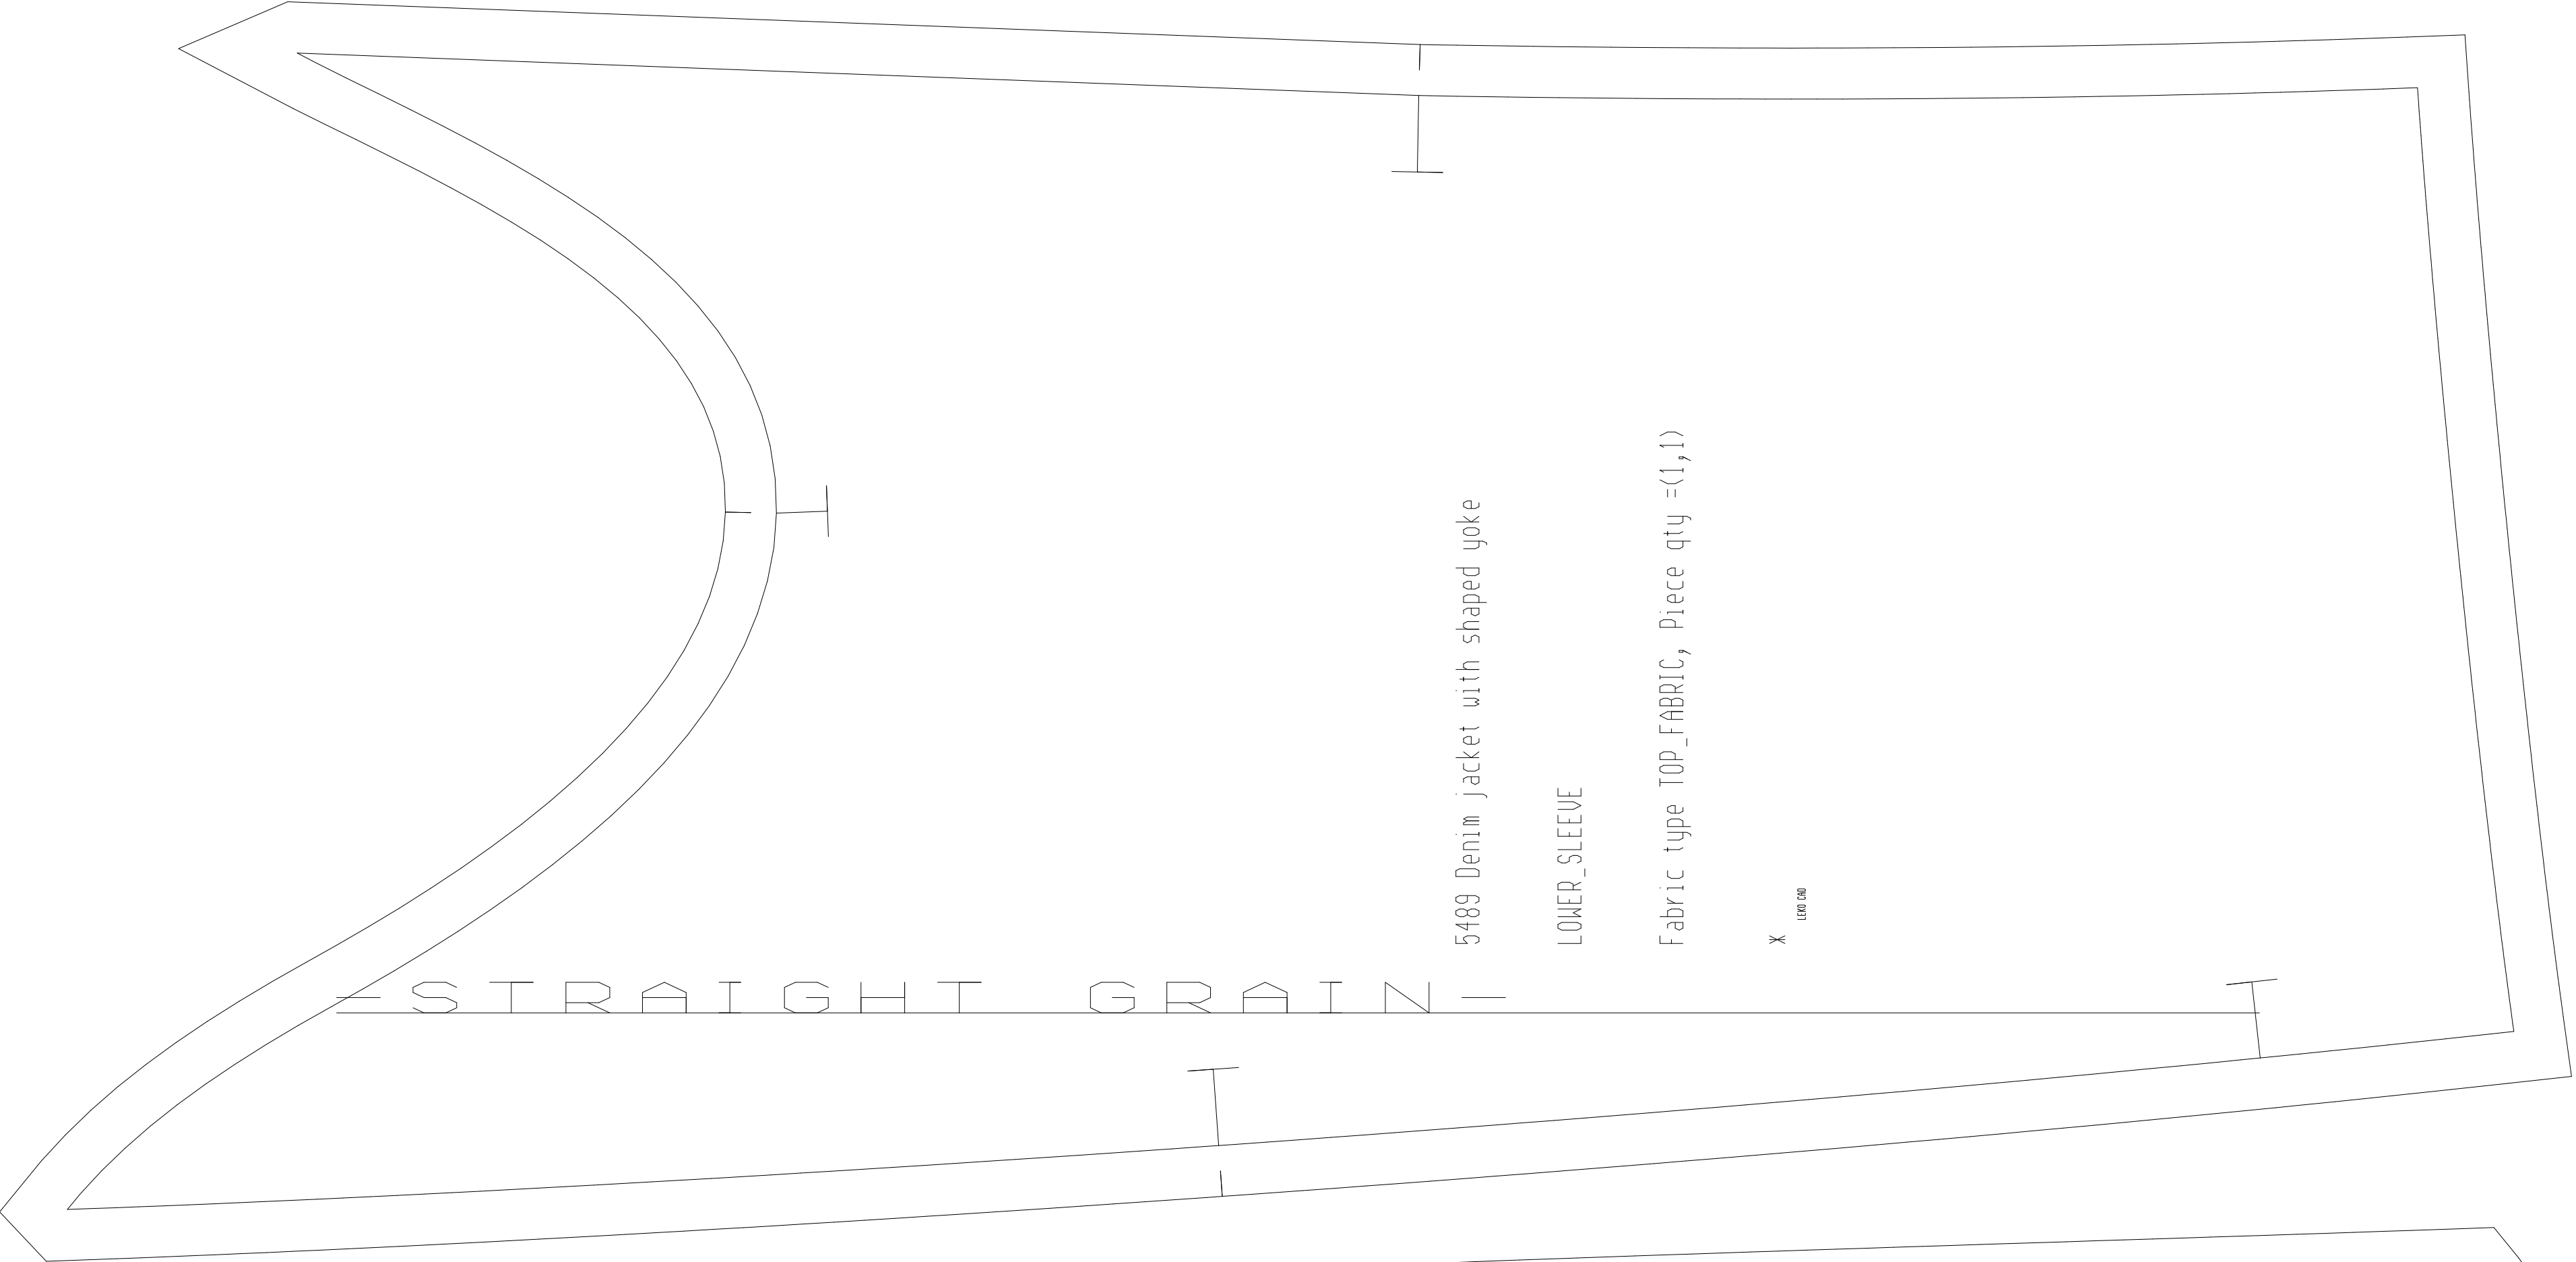 5489 Denim jacket with shaped yoke
LOWER_SLEEVE
Fabric type TOP_FABRIC, Piece qty =(1,1)
*
LEKO CAD
-STRAIGHT GRAIN-